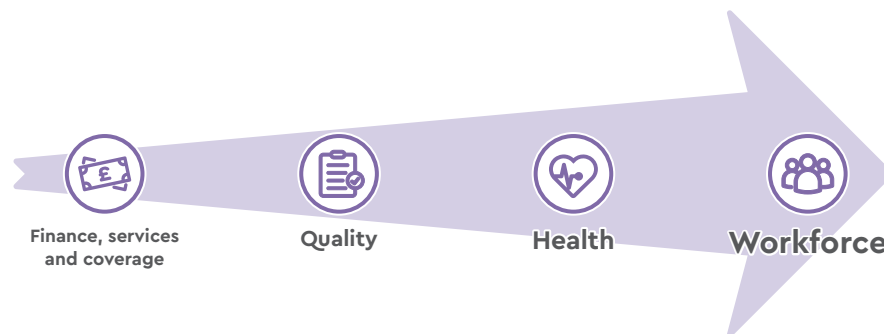 £
Finance, services
and coverage
Quality
Health
Workforce